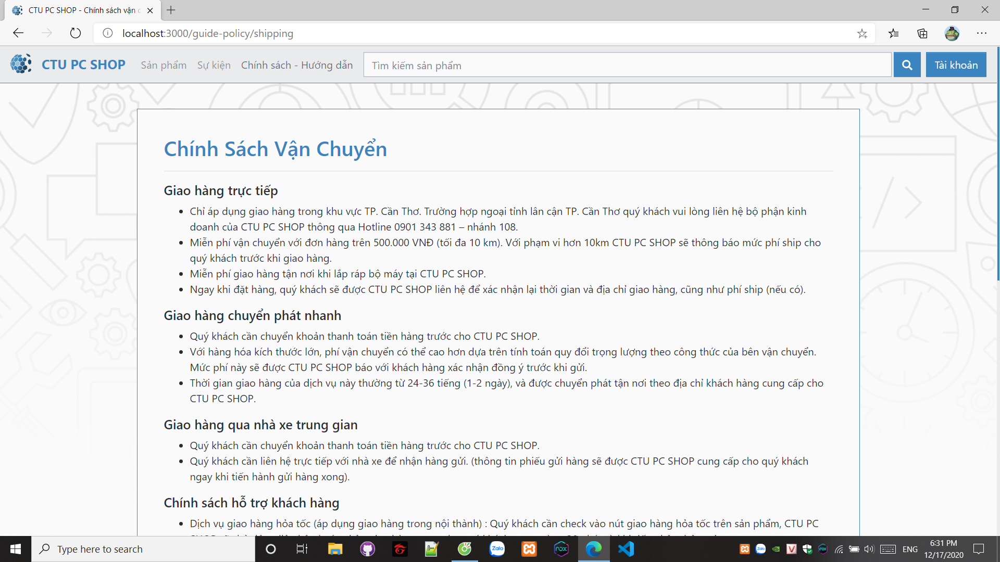 CTU PC SHOP - Chính sách vận c
localhost:3000/guide-policy/shipping
CTU PC SHOP Sản phẩm Sự kiện Chính sách - Hướng dẫn Tìm kiếm sản phẩm Tài khoản
Chính Sách Vận Chuyển
Giao hàng trực tiếp
Chỉ áp dụng giao hàng trong khu vực TP. Cần Thơ. Trường hợp ngoại tỉnh lân cận TP. Cần Thơ quý khách vui lòng liên hệ bộ phận kinh
doanh của CTU PC SHOP thông qua Hotline 0901 343 881 – nhánh 108.
Miễn phí vận chuyển với đơn hàng trên 500.000 VNĐ (tối đa 10 km). Với phạm vi hơn 10km CTU PC SHOP sẽ thông báo mức phí ship cho
quý khách trước khi giao hàng.
Miễn phí giao hàng tận nơi khi lắp ráp bộ máy tại CTU PC SHOP.
Ngay khi đặt hàng, quý khách sẽ được CTU PC SHOP liên hệ để xác nhận lại thời gian và địa chỉ giao hàng, cũng như phí ship (nếu có).
Giao hàng chuyển phát nhanh
Quý khách cần chuyển khoản thanh toán tiền hàng trước cho CTU PC SHOP.
Với hàng hóa kích thước lớn, phí vận chuyển có thể cao hơn dựa trên tính toán quy đổi trọng lượng theo công thức của bên vận chuyển.
Mức phí này sẽ được CTU PC SHOP báo với khách hàng xác nhận đồng ý trước khi gửi.
Thời gian giao hàng của dịch vụ này thường từ 24-36 tiếng (1-2 ngày), và được chuyển phát tận nơi theo địa chỉ khách hàng cung cấp cho
CTU PC SHOP.
Giao hàng qua nhà xe trung gian
Quý khách cần chuyển khoản thanh toán tiền hàng trước cho CTU PC SHOP.
Quý khách cần liên hệ trực tiếp với nhà xe để nhận hàng gửi. (thông tin phiếu gửi hàng sẽ được CTU PC SHOP cung cấp cho quý khách
ngay khi tiến hành gửi hàng xong).
Chính sách hỗ trợ khách hàng
Dịch vụ giao hàng hỏa tốc (áp dụng giao hàng trong nội thành) : Quý khách cần check vào nút giao hàng hỏa tốc trên sản phẩm, CTU PC
Type here to search
Zalo
nox
ENG
6:31 PM
12/17/2020